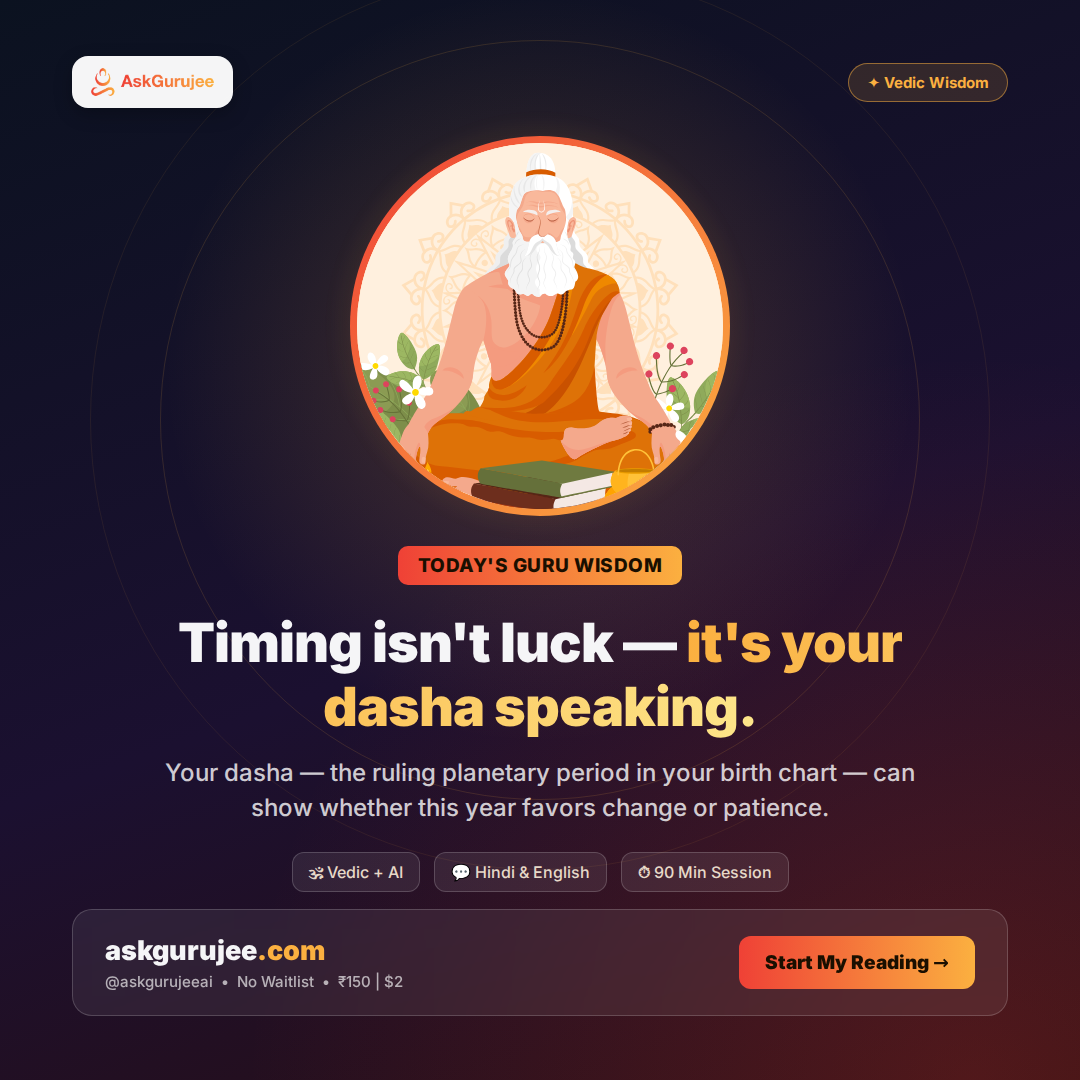 AskGurujee
✦ Vedic Wisdom
TODAY'S GURU WISDOM
Timing isn't luck — it's your
dasha speaking.
Your dasha — the ruling planetary period in your birth chart — can
show whether this year favors change or patience.
🕉 Vedic + AI
💬 Hindi & English
⏱ 90 Min Session
askgurujee.com
@askgurujeeai • No Waitlist • ₹150 | $2
Start My Reading →